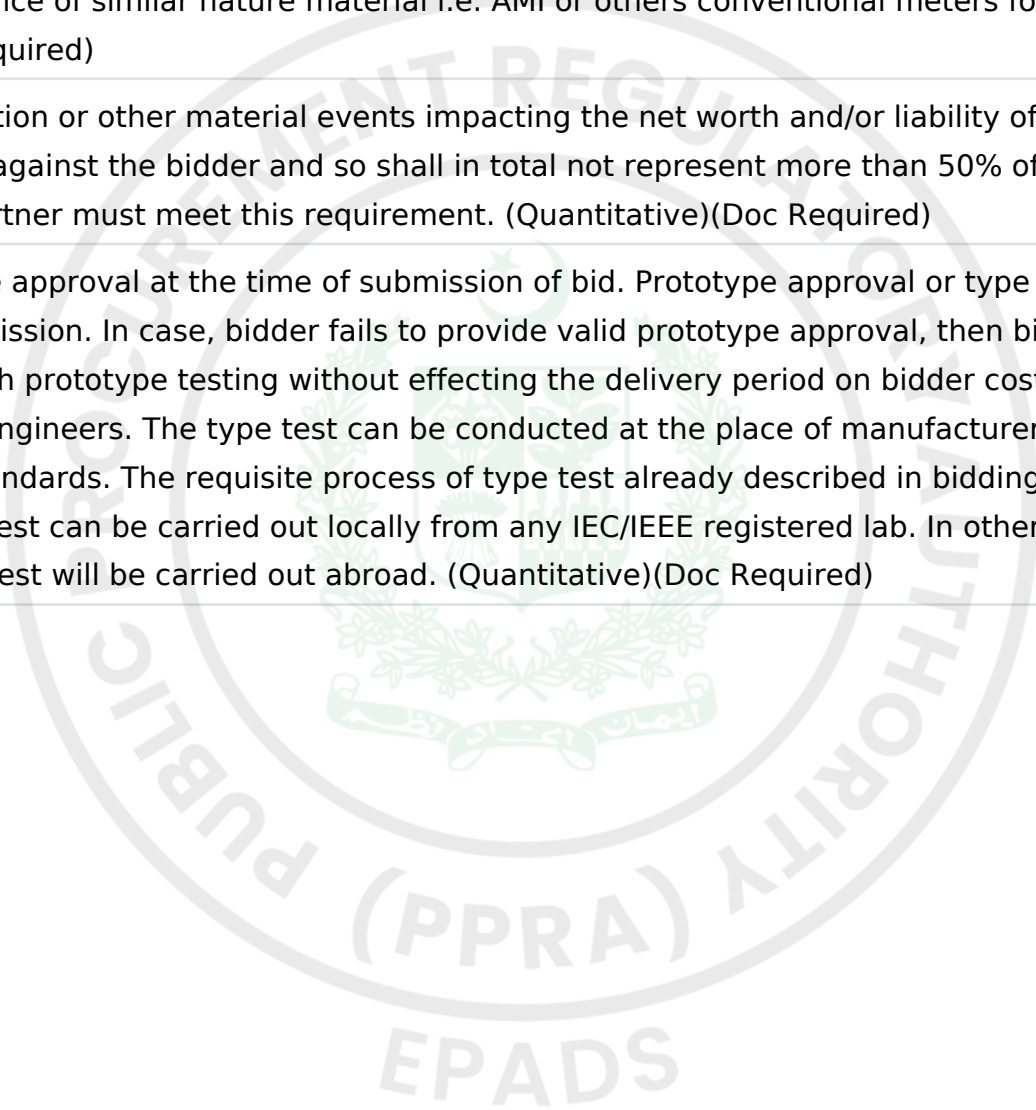 nce of similar nature material i.e. AMI or others conventional meters fo
quired)
tion or other material events impacting the net worth and/or liability of
against the bidder and so shall in total not represent more than 50% of
rtner must meet this requirement. (Quantitative)(Doc Required)
e approval at the time of submission of bid. Prototype approval or type
ission. In case, bidder fails to provide valid prototype approval, then bi
h prototype testing without effecting the delivery period on bidder cost
ngineers. The type test can be conducted at the place of manufacturer
ndards. The requisite process of type test already described in bidding
est can be carried out locally from any IEC/IEEE registered lab. In other
est will be carried out abroad. (Quantitative)(Doc Required)
PUBLIC PROCUREMENT REGULATORY AUTHORITY
(PPRA)
EPADS